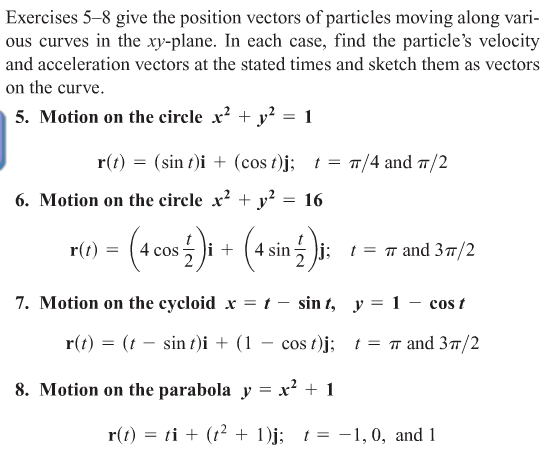 Exercises 5–8 give the position vectors of particles moving along vari-
ous curves in the xy-plane. In each case, find the particle's velocity
and acceleration vectors at the stated times and sketch them as vectors
on the curve.
5. Motion on the circle x² + y² = 1
r(t) = (sin t)i + (cos t)j; t = π/4 and π/2
6. Motion on the circle x² + y² = 16
r(t) = (4 cos t/2)i + (4 sin t/2)j; t = π and 3π/2
7. Motion on the cycloid x = t − sin t, y = 1 − cos t
r(t) = (t − sin t)i + (1 − cos t)j; t = π and 3π/2
8. Motion on the parabola y = x² + 1
r(t) = ti + (t² + 1)j; t = −1, 0, and 1